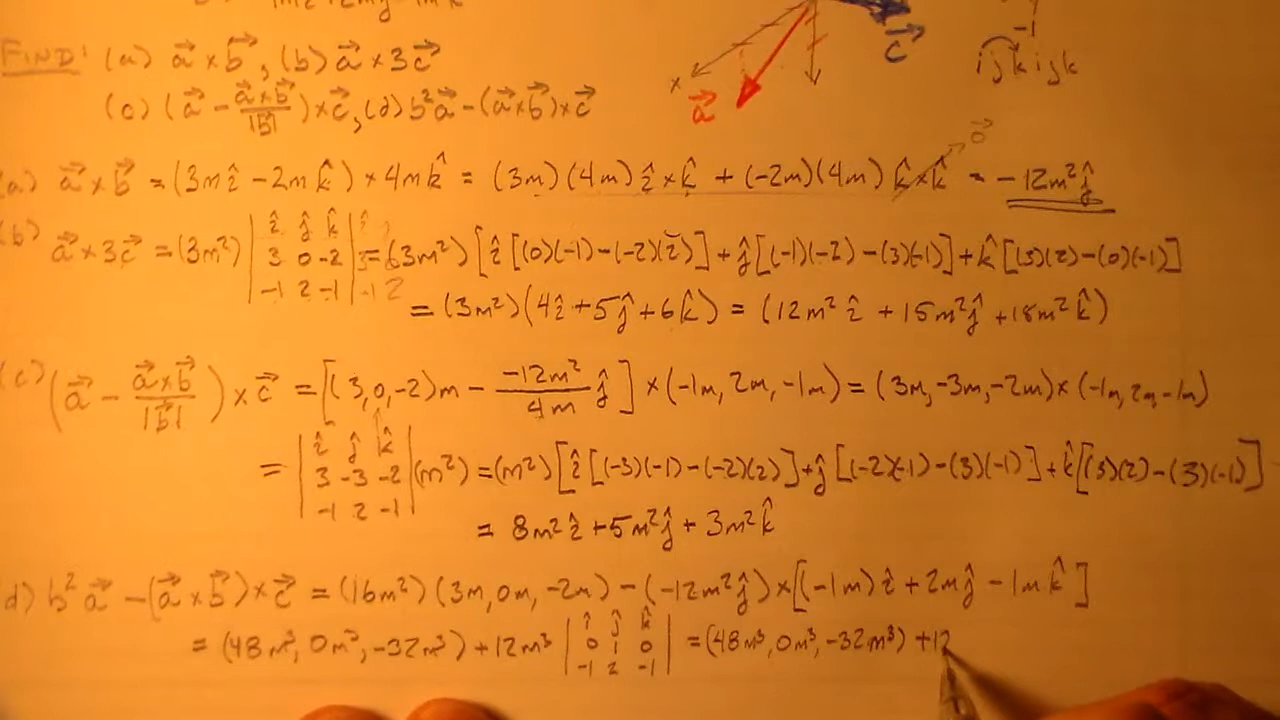 FIND: (a) a⃗ × b⃗, (b) a⃗ × 3c⃗
(c) (a⃗ - (a⃗×b⃗)/|b⃗|) × c⃗, (d) b²a⃗ - (a⃗×b⃗)×c⃗
x a⃗ c⃗
-1
ijkijk
(a) a⃗ × b⃗ = (3m î - 2m k̂) × 4m k̂ = (3m)(4m) î × k̂ + (-2m)(4m) k̂ × k̂ → 0⃗ = -12m² ĵ
(b) a⃗ × 3c⃗ = (3m²) | î ĵ k̂ ; 3 0 -2 ; -1 2 -1 | = (3m²)[î[(0)(-1)-(-2)(2)] + ĵ[(-1)(-2)-(3)(-1)] + k̂[(3)(2)-(0)(-1)]
= (3m²)(4î + 5ĵ + 6k̂) = (12m² î + 15m² ĵ + 18m² k̂)
(c) (a⃗ - (a⃗×b⃗)/|b⃗|) × c⃗ = [(3,0,-2)m - (-12m²)/(4m) ĵ] × (-1m, 2m, -1m) = (3m, -3m, -2m) × (-1m, 2m, -1m)
= | î ĵ k̂ ; 3 -3 -2 ; -1 2 -1 | (m²) = (m²)[î[(-3)(-1)-(-2)(2)] + ĵ[(-2)(-1)-(3)(-1)] + k̂[(3)(2)-(3)(-1)]
= 8m² î + 5m² ĵ + 3m² k̂
(d) b² a⃗ - (a⃗×b⃗)×c⃗ = (16m²)(3m, 0m, -2m) - (-12m² ĵ) × [(-1m) î + 2m ĵ - 1m k̂]
= (48m³, 0m³, -32m³) + 12m³ | î ĵ k̂ ; 0 1 0 ; -1 2 -1 | = (48m³, 0m³, -32m³) + 12